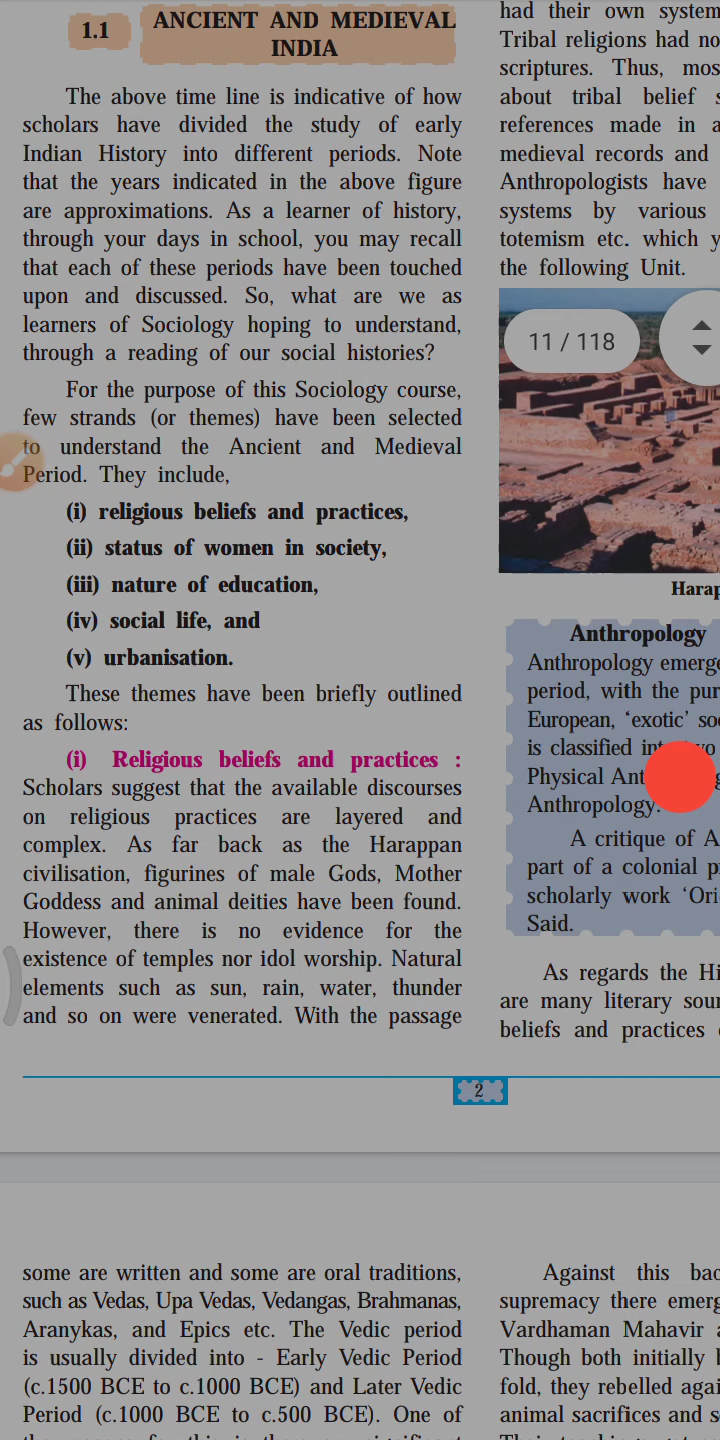 1.1
ANCIENT AND MEDIEVAL
INDIA
The above time line is indicative of how
scholars have divided the study of early
Indian History into different periods. Note
that the years indicated in the above figure
are approximations. As a learner of history,
through your days in school, you may recall
that each of these periods have been touched
upon and discussed. So, what are we as
learners of Sociology hoping to understand,
through a reading of our social histories?
For the purpose of this Sociology course,
few strands (or themes) have been selected
to understand the Ancient and Medieval
Period. They include,
(i) religious beliefs and practices,
(ii) status of women in society,
(iii) nature of education,
(iv) social life, and
(v) urbanisation.
These themes have been briefly outlined
as follows:
(i) Religious beliefs and practices :
Scholars suggest that the available discourses
on religious practices are layered and
complex. As far back as the Harappan
civilisation, figurines of male Gods, Mother
Goddess and animal deities have been found.
However, there is no evidence for the
existence of temples nor idol worship. Natural
elements such as sun, rain, water, thunder
and so on were venerated. With the passage
had their own system
Tribal religions had no
scriptures. Thus, mos
about tribal belief s
references made in a
medieval records and
Anthropologists have
systems by various
totemism etc. which y
the following Unit.
11 / 118
Harap
Anthropology
Anthropology emerge
period, with the pur
European, ‘exotic’ soc
is classified
Physical
Anthropology.
A critique of A
part of a colonial pr
scholarly work ‘Ori
Said.
As regards the Hi
are many literary sour
beliefs and practices
2
some are written and some are oral traditions,
such as Vedas, Upa Vedas, Vedangas, Brahmanas,
Aranykas, and Epics etc. The Vedic period
is usually divided into - Early Vedic Period
(c.1500 BCE to c.1000 BCE) and Later Vedic
Period (c.1000 BCE to c.500 BCE). One of
Against this bac
supremacy there emerg
Vardhaman Mahavir a
Though both initially
fold, they rebelled agai
animal sacrifices and s